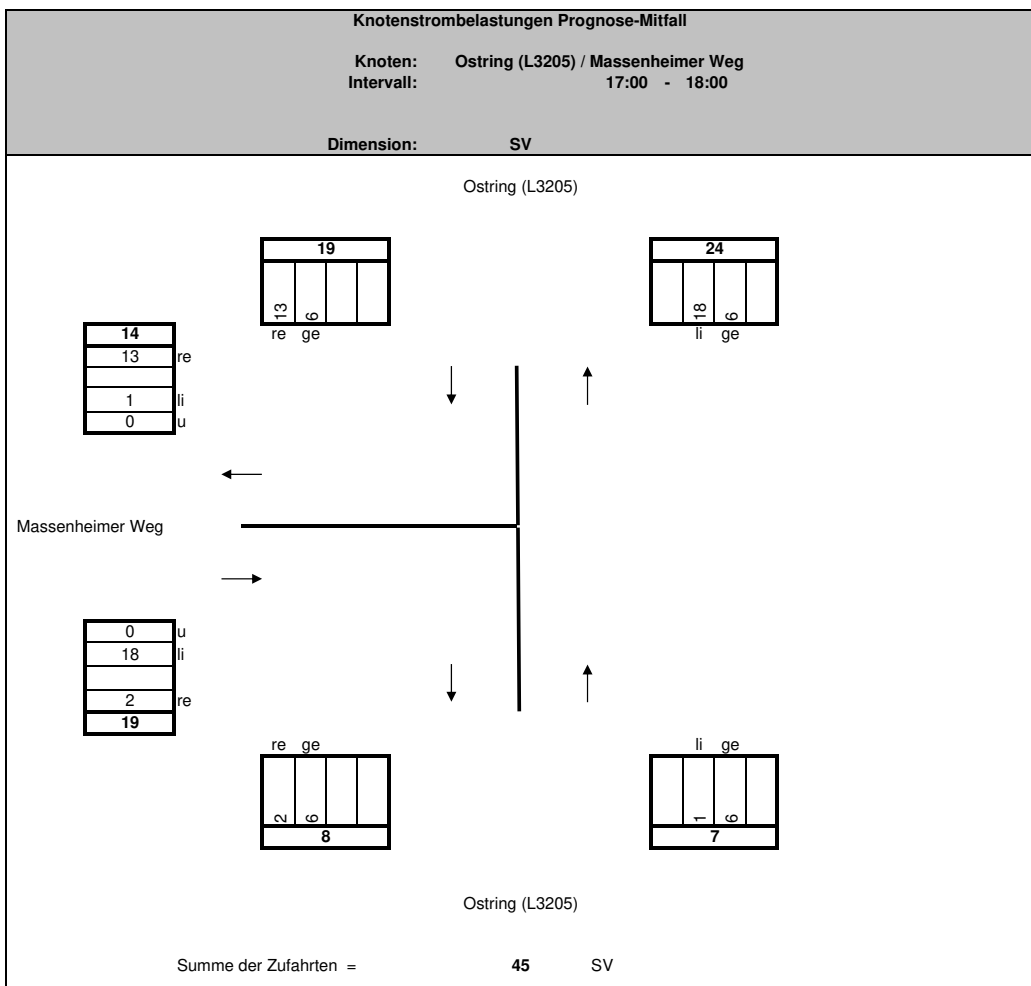 Knotenstrombelastungen Prognose-Mitfall
Knoten: Ostring (L3205) / Massenheimer Weg
Intervall: 17:00 - 18:00
Dimension: SV
Ostring (L3205)
19 24
13 6 18 6
re ge li ge
14
13 re
1 li
0 u
Massenheimer Weg
0 u
18 li
2 re
19
re ge li ge
2 6 1 6
8 7
Ostring (L3205)
Summe der Zufahrten = 45 SV